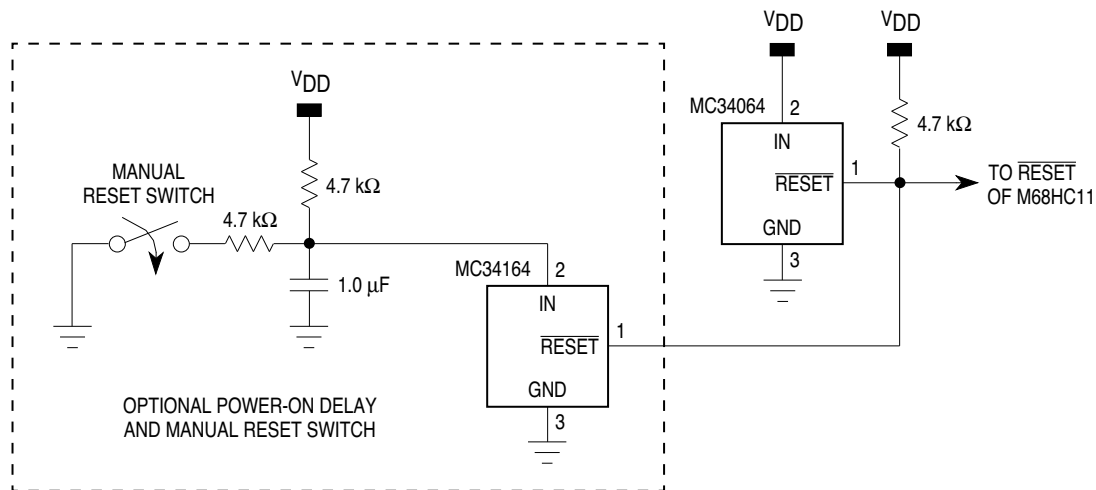 VDD
VDD
MC34064
2
IN
4.7 kΩ
RESET
1
TO RESET
OF M68HC11
GND
3
VDD
MANUAL
RESET SWITCH
4.7 kΩ
4.7 kΩ
1.0 µF
MC34164
2
IN
RESET
1
GND
3
OPTIONAL POWER-ON DELAY
AND MANUAL RESET SWITCH